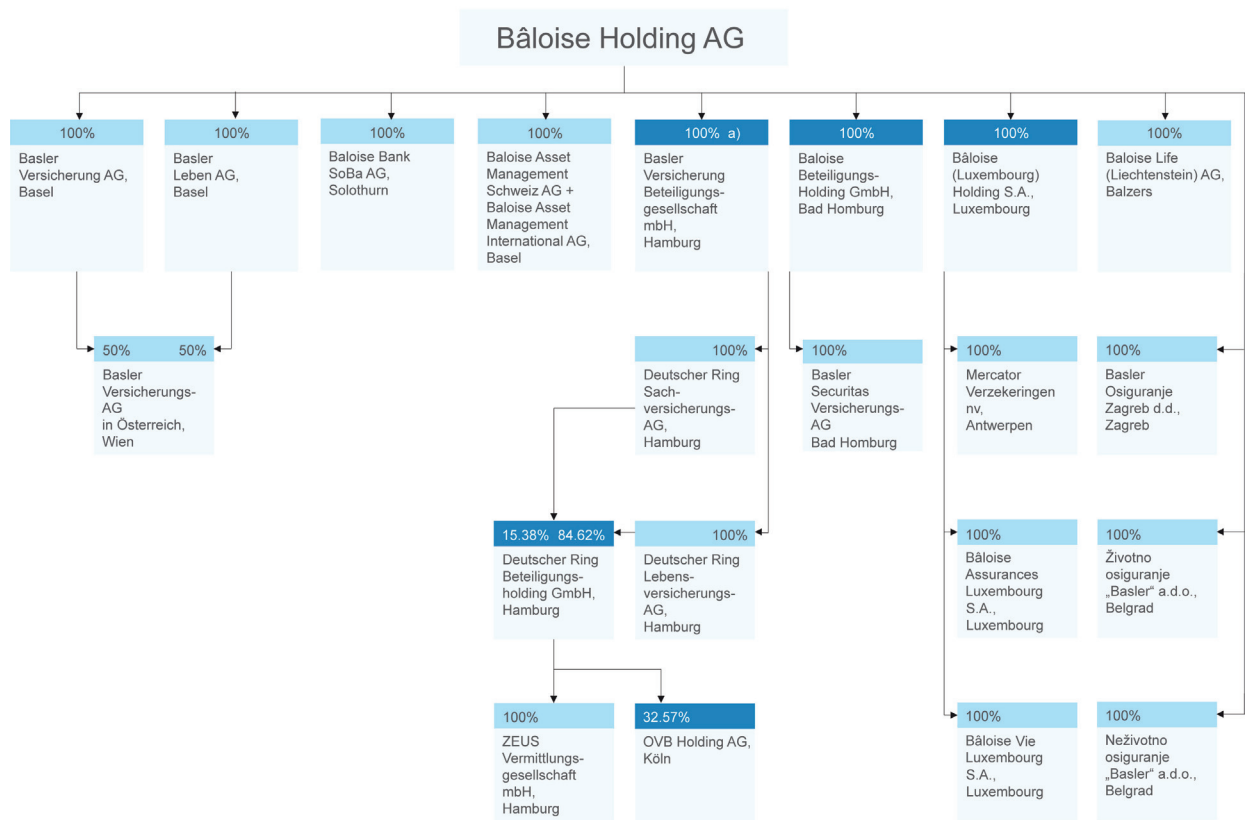 Bâloise Holding AG
100%
Basler
Versicherung AG,
Basel
100%
Basler
Leben AG,
Basel
100%
Baloise Bank
SoBa AG,
Solothurn
100%
Baloise Asset
Management
Schweiz AG +
Baloise Asset
Management
International AG,
Basel
100% a)
Basler
Versicherung
Beteiligungs-
gesellschaft
mbH,
Hamburg
100%
Baloise
Beteiligungs-
Holding GmbH,
Bad Homburg
100%
Bâloise
(Luxembourg)
Holding S.A.,
Luxembourg
100%
Baloise Life
(Liechtenstein) AG,
Balzers
50% 50%
Basler
Versicherungs-
AG
in Österreich,
Wien
100%
Deutscher Ring
Sach-
versicherungs-
AG,
Hamburg
100%
Basler
Securitas
Versicherungs-
AG
Bad Homburg
100%
Mercator
Verzekeringen
nv,
Antwerpen
100%
Basler
Osiguranje
Zagreb d.d.,
Zagreb
15.38% 84.62%
Deutscher Ring
Beteiligungs-
holding GmbH,
Hamburg
100%
Deutscher Ring
Lebens-
versicherungs-
AG,
Hamburg
100%
Bâloise
Assurances
Luxembourg
S.A.,
Luxembourg
100%
Životno
osiguranje
„Basler“ a.d.o.,
Belgrad
100%
ZEUS
Vermittlungs-
gesellschaft
mbH,
Hamburg
32.57%
OVB Holding AG,
Köln
100%
Bâloise Vie
Luxembourg
S.A.,
Luxembourg
100%
Neživotno
osiguranje
„Basler“ a.d.o.,
Belgrad